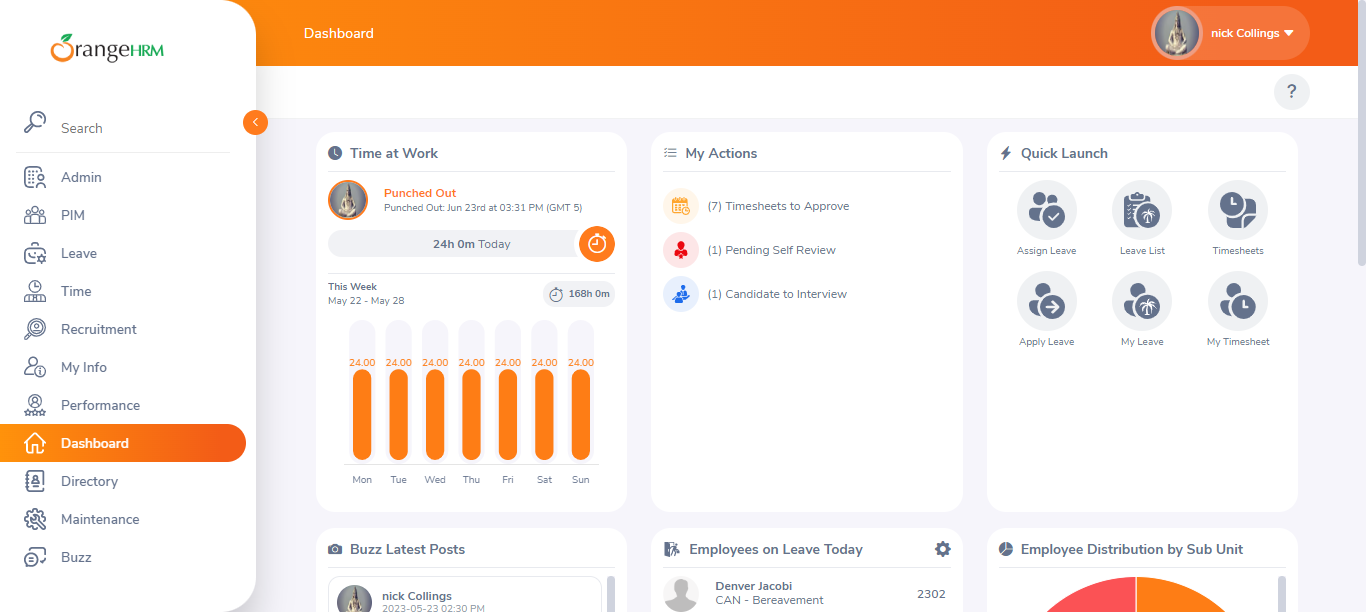 OrangeHRM
Search
Admin
PIM
Leave
Time
Recruitment
My Info
Performance
Dashboard
Directory
Maintenance
Buzz
Dashboard
nick Collings
?
Time at Work
Punched Out
Punched Out: Jun 23rd at 03:31 PM (GMT 5)
24h 0m Today
This Week
May 22 - May 28
168h 0m
24.00 24.00 24.00 24.00 24.00 24.00 24.00
Mon Tue Wed Thu Fri Sat Sun
My Actions
(7) Timesheets to Approve
(1) Pending Self Review
(1) Candidate to Interview
Quick Launch
Assign Leave Leave List Timesheets
Apply Leave My Leave My Timesheet
Buzz Latest Posts
nick Collings
2023-05-23 02:30 PM
Employees on Leave Today
Denver Jacobi
CAN - Bereavement
2302
Employee Distribution by Sub Unit